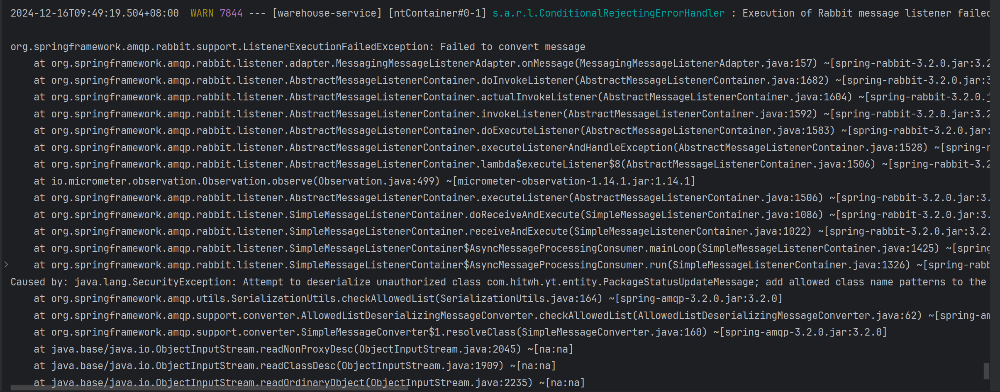 2024-12-16T09:49:19.504+08:00  WARN 7844 --- [warehouse-service] [ntContainer#0-1] s.a.r.l.ConditionalRejectingErrorHandler : Execution of Rabbit message listener failed
org.springframework.amqp.rabbit.support.ListenerExecutionFailedException: Failed to convert message
at org.springframework.amqp.rabbit.listener.adapter.MessagingMessageListenerAdapter.onMessage(MessagingMessageListenerAdapter.java:157) ~[spring-rabbit-3.2.0.jar:3.2
at org.springframework.amqp.rabbit.listener.AbstractMessageListenerContainer.doInvokeListener(AbstractMessageListenerContainer.java:1682) ~[spring-rabbit-3.2.0.jar:3
at org.springframework.amqp.rabbit.listener.AbstractMessageListenerContainer.actualInvokeListener(AbstractMessageListenerContainer.java:1604) ~[spring-rabbit-3.2.0.j
at org.springframework.amqp.rabbit.listener.AbstractMessageListenerContainer.invokeListener(AbstractMessageListenerContainer.java:1592) ~[spring-rabbit-3.2.0.jar:3.2
at org.springframework.amqp.rabbit.listener.AbstractMessageListenerContainer.doExecuteListener(AbstractMessageListenerContainer.java:1583) ~[spring-rabbit-3.2.0.jar:
at org.springframework.amqp.rabbit.listener.AbstractMessageListenerContainer.executeListenerAndHandleException(AbstractMessageListenerContainer.java:1528) ~[spring-r
at org.springframework.amqp.rabbit.listener.AbstractMessageListenerContainer.lambda$executeListener$8(AbstractMessageListenerContainer.java:1506) ~[spring-rabbit-3.2
at io.micrometer.observation.Observation.observe(Observation.java:499) ~[micrometer-observation-1.14.1.jar:1.14.1]
at org.springframework.amqp.rabbit.listener.AbstractMessageListenerContainer.executeListener(AbstractMessageListenerContainer.java:1506) ~[spring-rabbit-3.2.0.jar:3.
at org.springframework.amqp.rabbit.listener.SimpleMessageListenerContainer.doReceiveAndExecute(SimpleMessageListenerContainer.java:1086) ~[spring-rabbit-3.2.0.jar:3.
at org.springframework.amqp.rabbit.listener.SimpleMessageListenerContainer.receiveAndExecute(SimpleMessageListenerContainer.java:1022) ~[spring-rabbit-3.2.0.jar:3.2.
at org.springframework.amqp.rabbit.listener.SimpleMessageListenerContainer$AsyncMessageProcessingConsumer.mainLoop(SimpleMessageListenerContainer.java:1425) ~[spring
at org.springframework.amqp.rabbit.listener.SimpleMessageListenerContainer$AsyncMessageProcessingConsumer.run(SimpleMessageListenerContainer.java:1326) ~[spring-rabb
Caused by: java.lang.SecurityException: Attempt to deserialize unauthorized class com.hitwh.yt.entity.PackageStatusUpdateMessage; add allowed class name patterns to the
at org.springframework.amqp.utils.SerializationUtils.checkAllowedList(SerializationUtils.java:164) ~[spring-amqp-3.2.0.jar:3.2.0]
at org.springframework.amqp.support.converter.AllowedListDeserializingMessageConverter.checkAllowedList(AllowedListDeserializingMessageConverter.java:62) ~[spring-am
at org.springframework.amqp.support.converter.SimpleMessageConverter$1.resolveClass(SimpleMessageConverter.java:160) ~[spring-amqp-3.2.0.jar:3.2.0]
at java.base/java.io.ObjectInputStream.readNonProxyDesc(ObjectInputStream.java:2045) ~[na:na]
at java.base/java.io.ObjectInputStream.readClassDesc(ObjectInputStream.java:1909) ~[na:na]
at java.base/java.io.ObjectInputStream.readOrdinaryObject(ObjectInputStream.java:2235) ~[na:na]